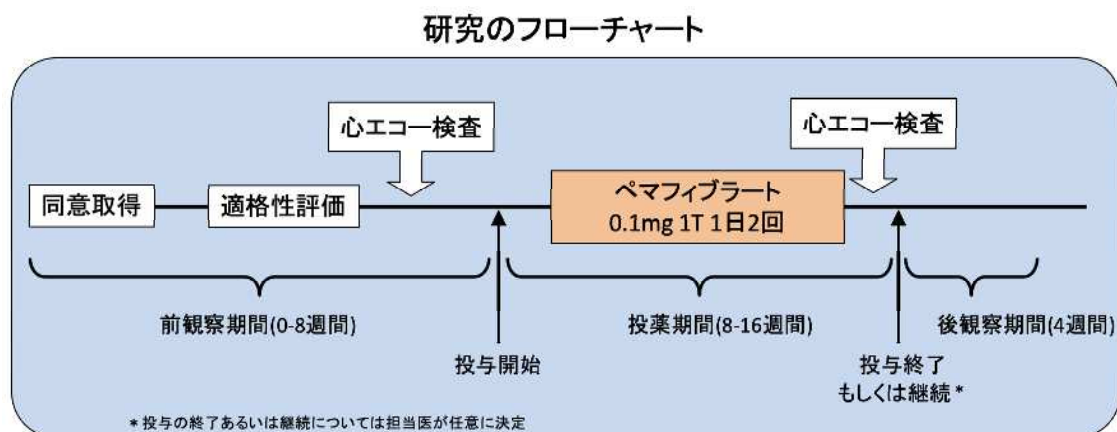 研究のフローチャート
心エコー検査
心エコー検査
同意取得
適格性評価
ペマフィブラート
0.1mg 1T 1日2回
前観察期間(0-8週間)
投薬期間(8-16週間)
後観察期間(4週間)
投与開始
投与終了
もしくは継続*
*投与の終了あるいは継続については担当医が任意に決定